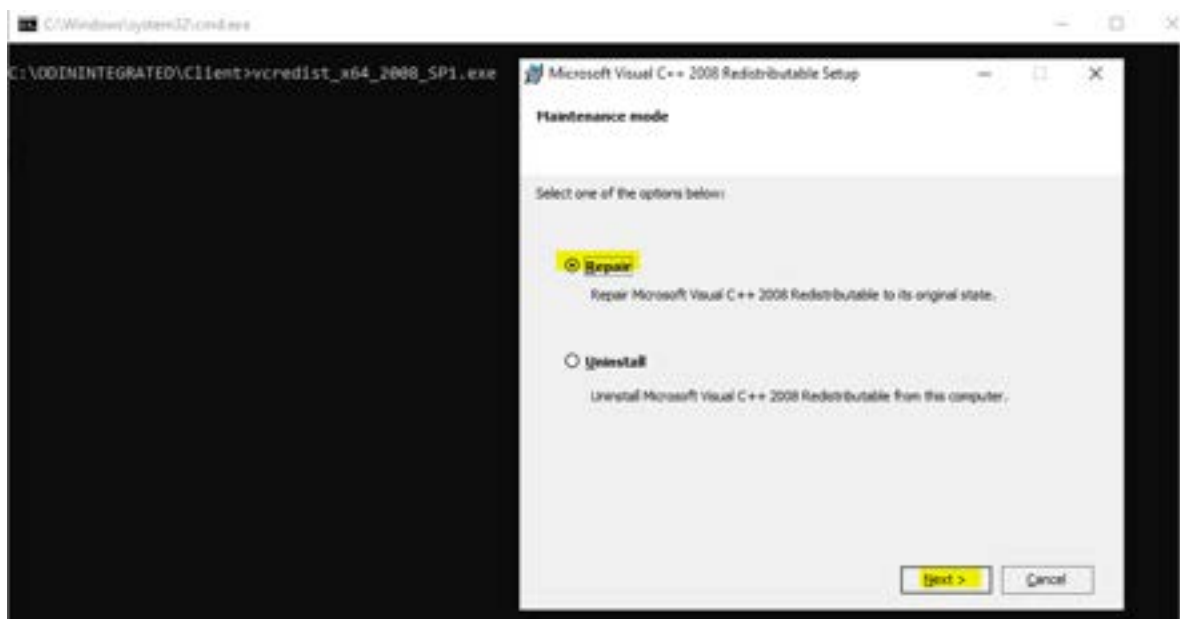 C:\Windows\system32\cmd.exe
C:\ODININTEGRATED\Client>vcredist_x64_2008_SP1.exe
Microsoft Visual C++ 2008 Redistributable Setup
Maintenance mode
Select one of the options below:
Repair
Repair Microsoft Visual C++ 2008 Redistributable to its original state.
Uninstall
Uninstall Microsoft Visual C++ 2008 Redistributable from this computer.
Next >
Cancel